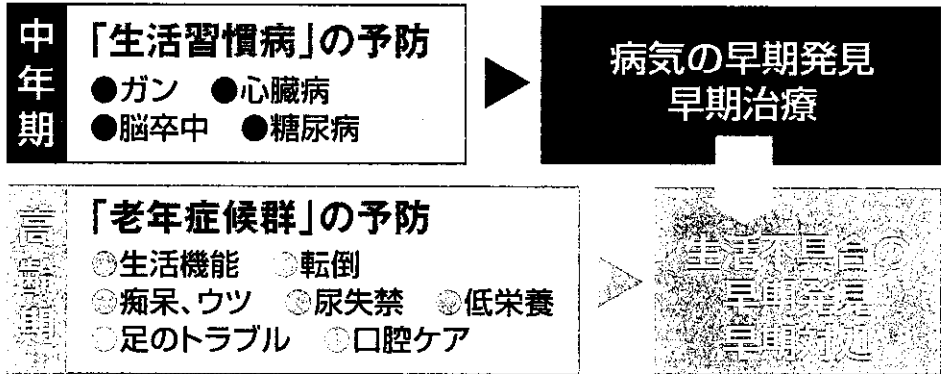 中年期
「生活習慣病」の予防
●ガン ●心臓病
●脳卒中 ●糖尿病
病気の早期発見
早期治療
高齢期
「老年症候群」の予防
●生活機能 ●転倒
●痴呆、ウツ ●尿失禁 ●低栄養
●足のトラブル ●口腔ケア
生活不具合の
早期発見
早期対処